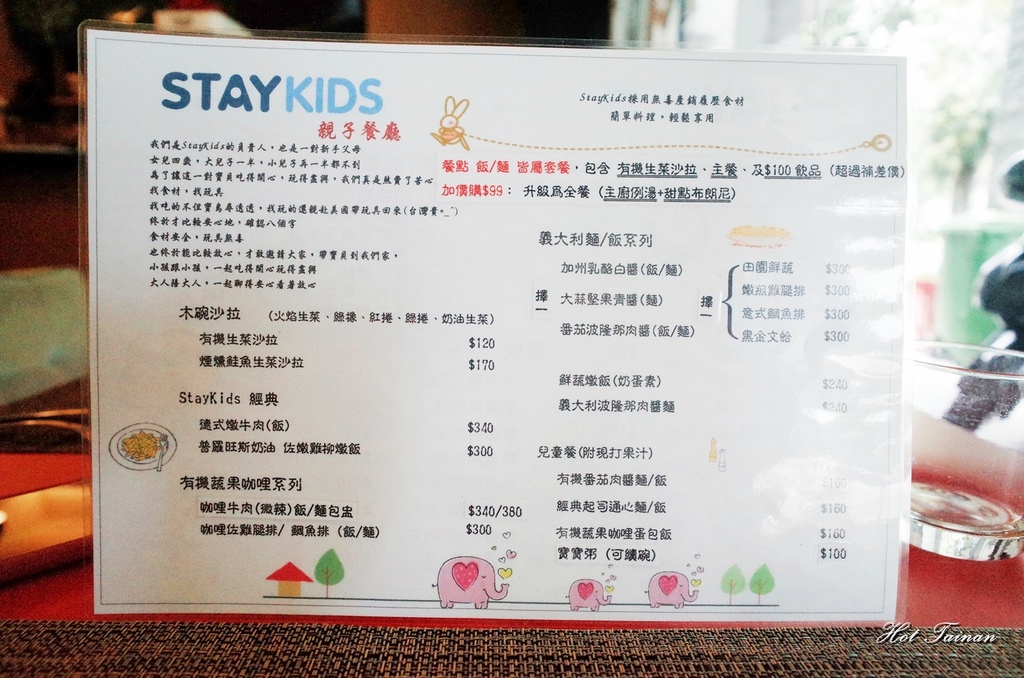 STAYKIDS
親子餐廳
StayKids採用無毒產銷履歷食材
簡單料理，輕鬆享用
我們是StayKids的負責人，也是一對新手父母
女兒四歲，大兒子一半，小兒子再一半都不到
為了讓這一對寶貝吃得開心，玩得盡興，我們真是煞費了苦心
找食材，找玩具
我吃的不但寶島尋透透，我玩的還親赴美國帶玩具回來(台灣貴"_")
終於才比較安心地，確認八個字
食材安全，玩具無毒
也終於能比較放心，才敢邀請大家，帶寶貝到我們家，
小孩跟小孩，一起吃得開心玩得盡興
大人陪大人，一起聊得安心看著放心
餐點 飯/麵 皆屬套餐，包含 有機生菜沙拉、主餐、及$100 飲品 (超過補差價)
加價購$99： 升級為全餐 (主廚例湯+甜點布朗尼)
木碗沙拉 (火焰生菜、綠橡、紅捲、綠捲、奶油生菜)
有機生菜沙拉 $120
煙燻鮭魚生菜沙拉 $170
StayKids 經典
德式燉牛肉(飯) $340
普羅旺斯奶油 佐嫩雞柳燉飯 $300
有機蔬果咖哩系列
咖哩牛肉(微辣)飯/麵包盅 $340/380
咖哩佐雞腿排/ 鯛魚排 (飯/麵) $300
義大利麵/飯系列
擇一
加州乳酪白醬(飯/麵)
大蒜堅果青醬(麵)
番茄波隆那肉醬(飯/麵)
擇一
田園鮮蔬 $300
嫩煎雞腿排 $300
意式鯛魚排 $300
黑金文蛤 $300
鮮蔬燉飯(奶蛋素) $240
義大利波隆那肉醬麵 $240
兒童餐(附現打果汁)
有機番茄肉醬麵/飯 $160
經典起司通心麵/飯 $160
有機蔬果咖哩蛋包飯 $160
寶寶粥 (可續碗) $100
Hot Tainan